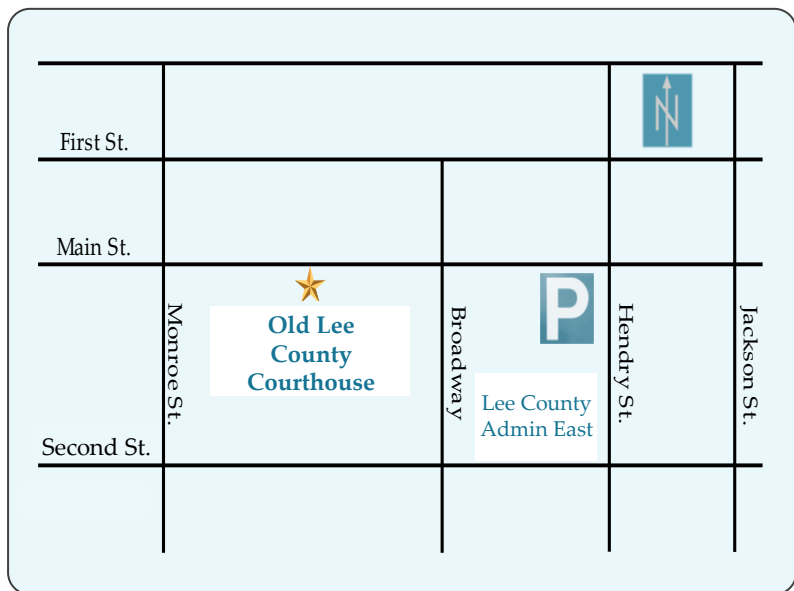 N
First St.
Main St.
Monroe St.
Old Lee
County
Courthouse
Broadway
P
Lee County
Admin East
Hendry St.
Jackson St.
Second St.